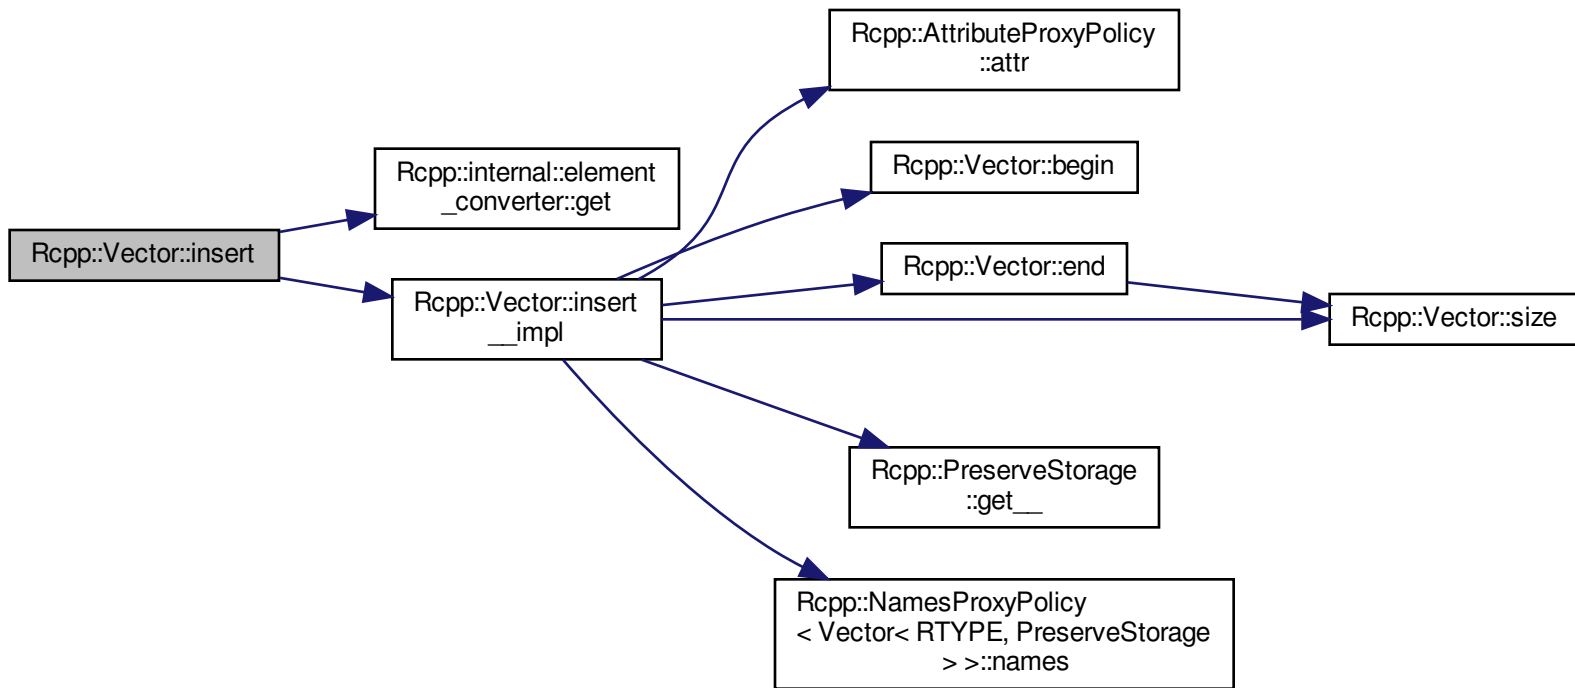 Rcpp::AttributeProxyPolicy
::attr
Rcpp::Vector::begin
Rcpp::internal::element
_converter::get
Rcpp::Vector::insert
Rcpp::Vector::end
Rcpp::Vector::insert
__impl
Rcpp::Vector::size
Rcpp::PreserveStorage
::get__
Rcpp::NamesProxyPolicy
< Vector< RTYPE, PreserveStorage
> >::names